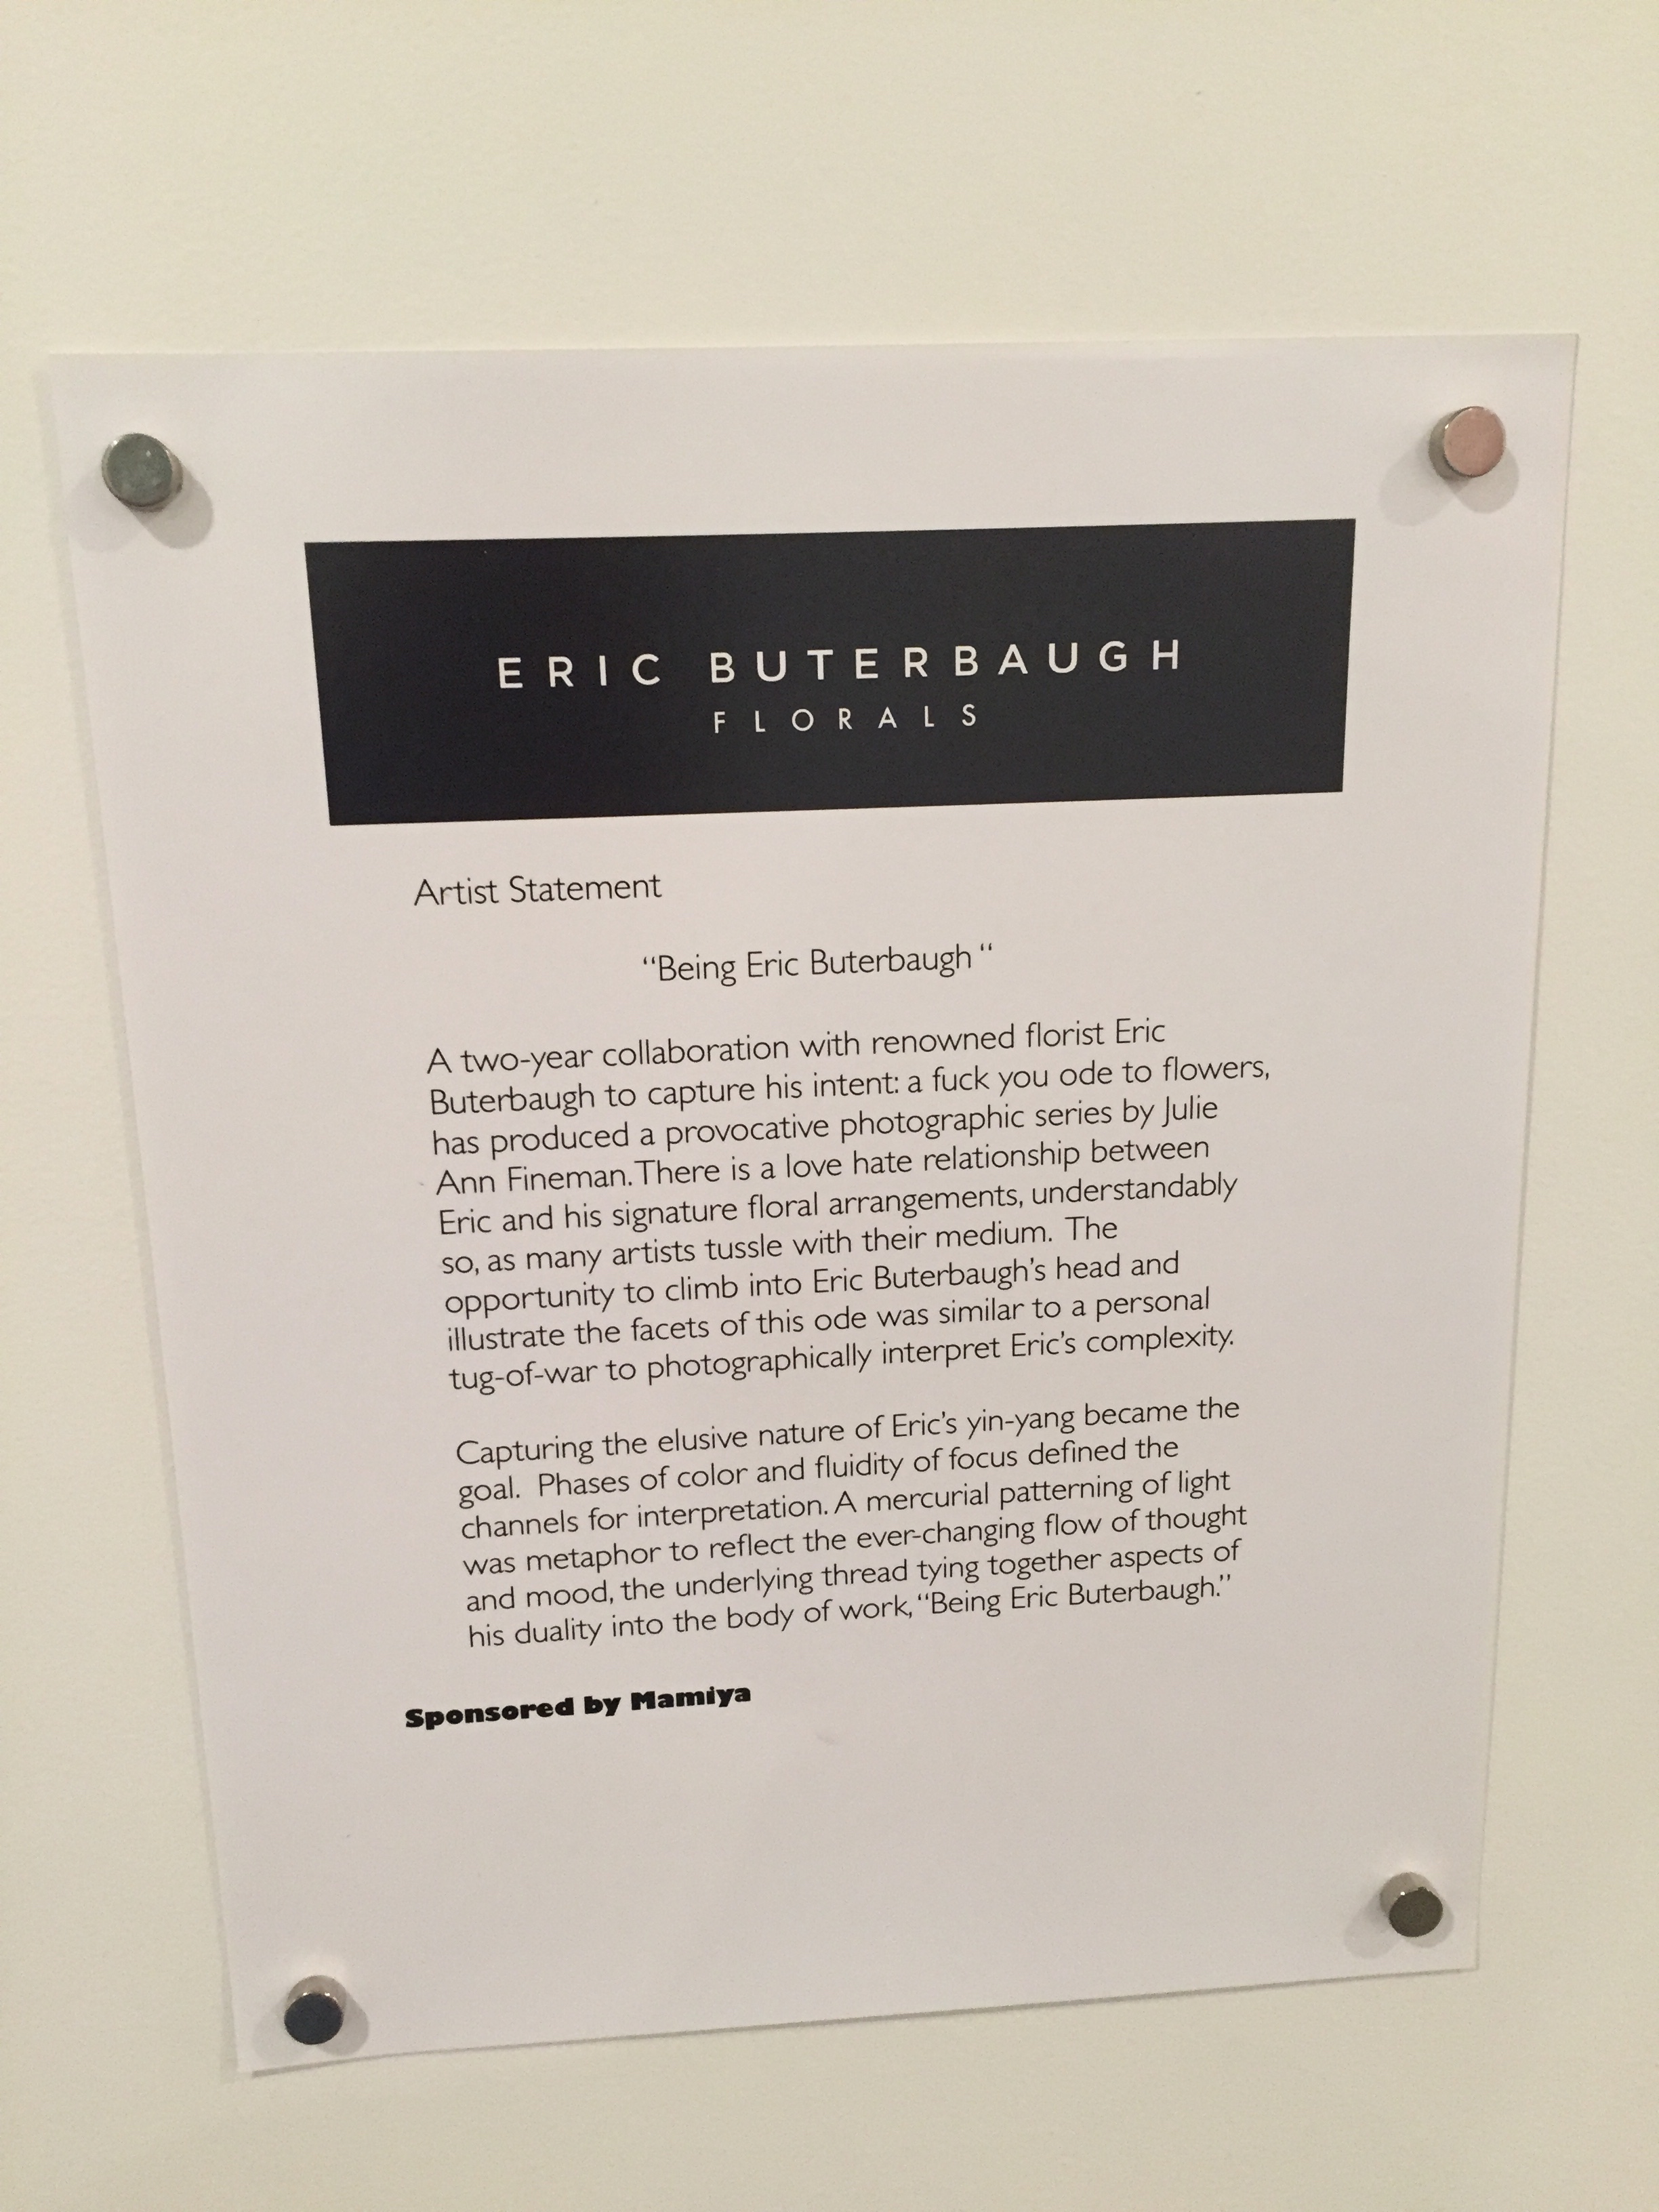 ERIC BUTERBAUGH
FLORALS
Artist Statement
“Being Eric Buterbaugh “
A two-year collaboration with renowned florist Eric
Buterbaugh to capture his intent: a fuck you ode to flowers,
has produced a provocative photographic series by Julie
Ann Fineman. There is a love hate relationship between
Eric and his signature floral arrangements, understandably
so, as many artists tussle with their medium. The
opportunity to climb into Eric Buterbaugh’s head and
illustrate the facets of this ode was similar to a personal
tug-of-war to photographically interpret Eric’s complexity.
Capturing the elusive nature of Eric’s yin-yang became the
goal. Phases of color and fluidity of focus defined the
channels for interpretation. A mercurial patterning of light
was metaphor to reflect the ever-changing flow of thought
and mood, the underlying thread tying together aspects of
his duality into the body of work, “Being Eric Buterbaugh.”
Sponsored by Mamiya